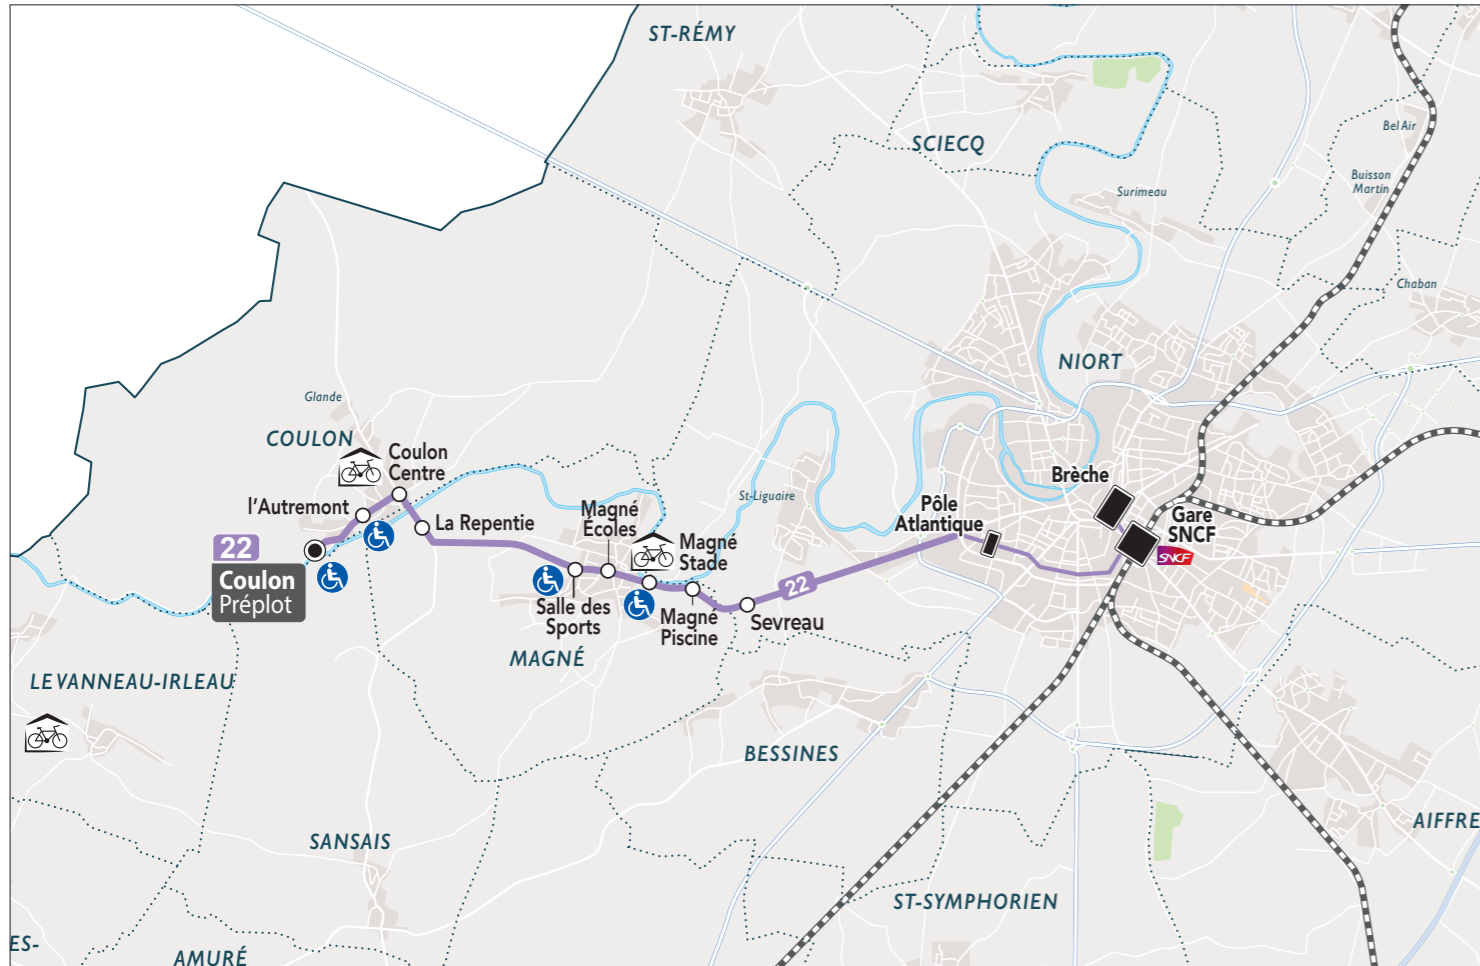 ST-RÉMY
SCIECQ
Bel Air
Buisson
Martin
Surimeau
Chaban
NIORT
Glande
COULON
Coulon
Centre
l'Autremont
La Repentie
Magné
Écoles
St-Liguaire
Magné
Stade
Pôle
Atlantique
Brèche
Gare
SNCF
SNCF
22
Coulon
Préplot
22
Salle des
Sports
Magné
Piscine
Sevreau
MAGNÉ
LE VANNEAU-IRLEAU
BESSINES
SANSAIS
AIFFRE
ST-SYMPHORIEN
ES-
AMURÉ